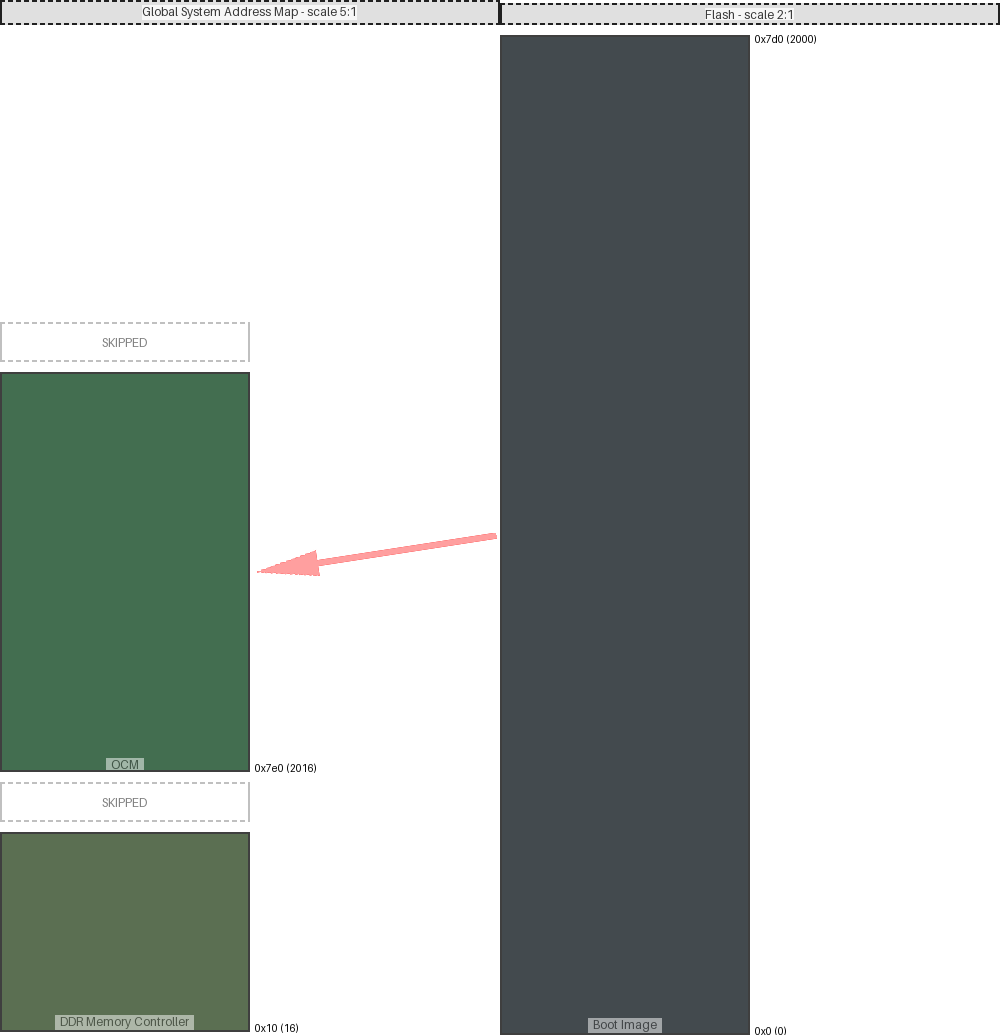 Global System Address Map - scale 5:1
Flash - scale 2:1
0x7d0 (2000)
SKIPPED
OCM
0x7e0 (2016)
SKIPPED
DDR Memory Controller
0x10 (16)
Boot Image
0x0 (0)